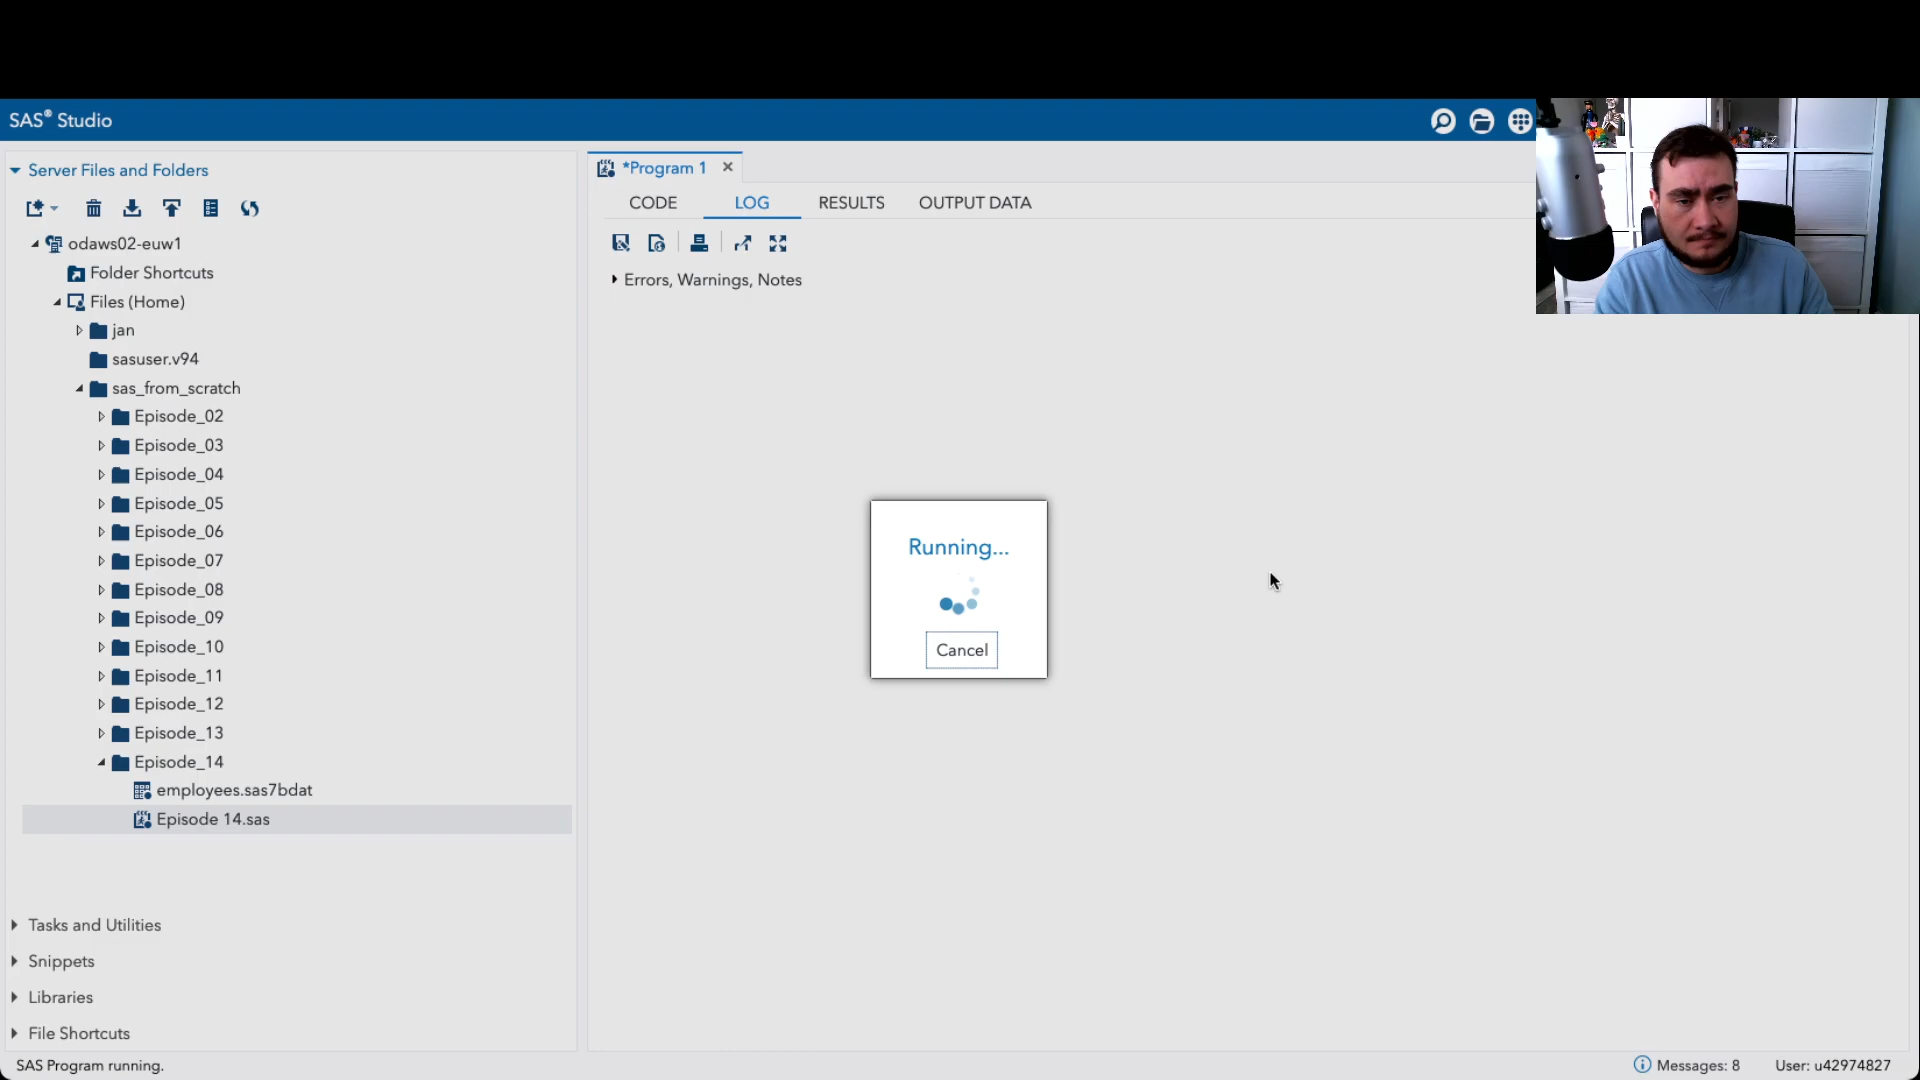 SAS® Studio
Server Files and Folders
odaws02-euw1
Folder Shortcuts
Files (Home)
jan
sasuser.v94
sas_from_scratch
Episode_02
Episode_03
Episode_04
Episode_05
Episode_06
Episode_07
Episode_08
Episode_09
Episode_10
Episode_11
Episode_12
Episode_13
Episode_14
employees.sas7bdat
Episode 14.sas
Tasks and Utilities
Snippets
Libraries
File Shortcuts
*Program 1
CODE LOG RESULTS OUTPUT DATA
Errors, Warnings, Notes
Running...
Cancel
SAS Program running.
Messages: 8 User: u42974827